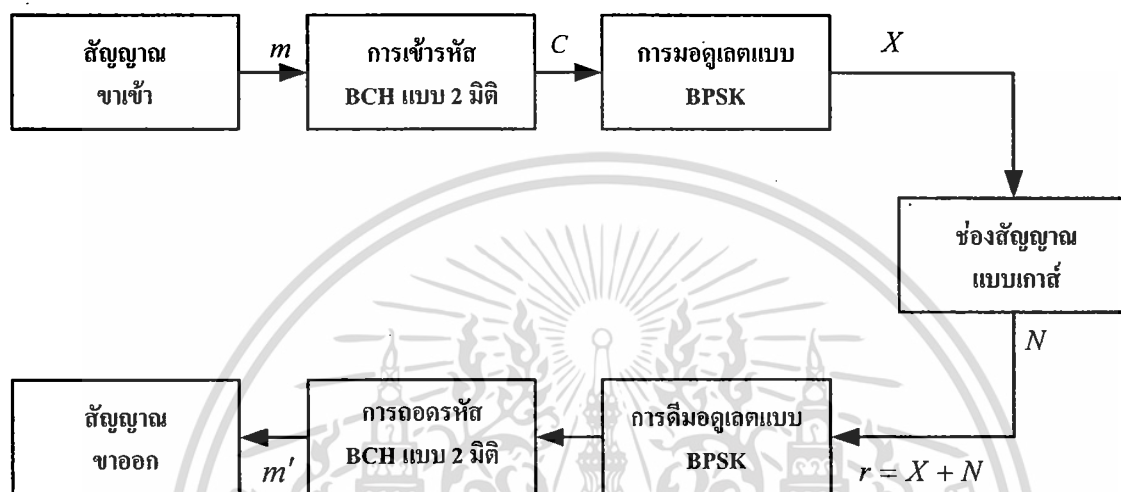 สัญญาณ
ขาเข้า
m
การเข้ารหัส
BCH แบบ 2 มิติ
C
การมอดูเลตแบบ
BPSK
X
ช่องสัญญาณ
แบบเกาส์
N
สัญญาณ
ขาออก
m'
การถอดรหัส
BCH แบบ 2 มิติ
การดีมอดูเลตแบบ
BPSK
r = X + N